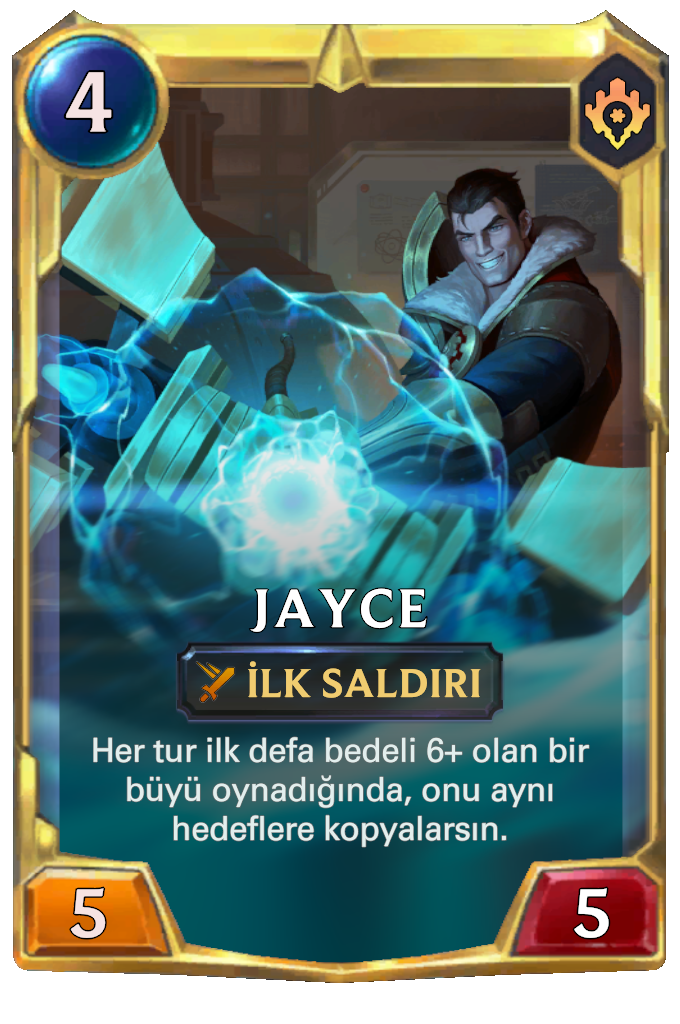 4
JAYCE
İLK SALDIRI
Her tur ilk defa bedeli 6+ olan bir
büyü oynadığında, onu aynı
hedeflere kopyalarsın.
5
5